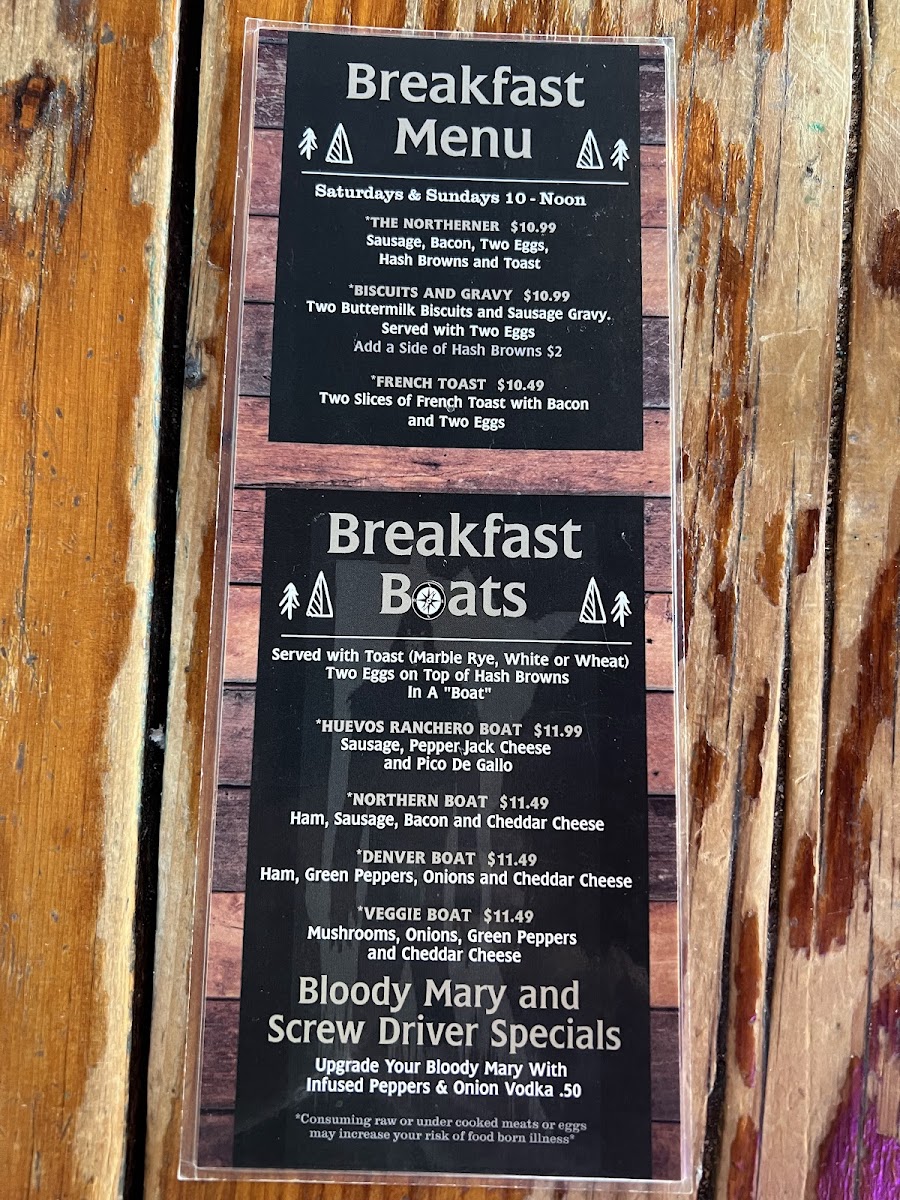 Breakfast
Menu
Saturdays & Sundays 10 - Noon
*THE NORTHERNER $10.99
Sausage, Bacon, Two Eggs,
Hash Browns and Toast
*BISCUITS AND GRAVY $10.99
Two Buttermilk Biscuits and Sausage Gravy.
Served with Two Eggs
Add a Side of Hash Browns $2
*FRENCH TOAST $10.49
Two Slices of French Toast with Bacon
and Two Eggs
Breakfast
Boats
Served with Toast (Marble Rye, White or Wheat)
Two Eggs on Top of Hash Browns
In A "Boat"
*HUEVOS RANCHERO BOAT $11.99
Sausage, Pepper Jack Cheese
and Pico De Gallo
*NORTHERN BOAT $11.49
Ham, Sausage, Bacon and Cheddar Cheese
*DENVER BOAT $11.49
Ham, Green Peppers, Onions and Cheddar Cheese
*VEGGIE BOAT $11.49
Mushrooms, Onions, Green Peppers
and Cheddar Cheese
Bloody Mary and
Screw Driver Specials
Upgrade Your Bloody Mary With
Infused Peppers & Onion Vodka .50
*Consuming raw or under cooked meats or eggs
may increase your risk of food born illness*